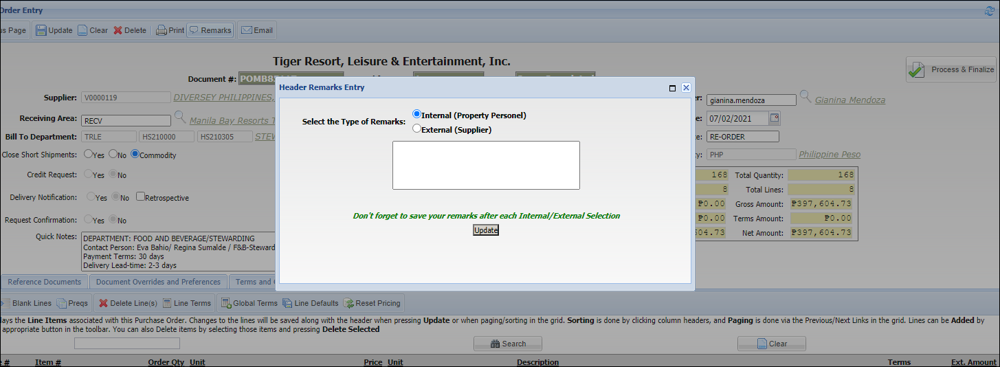 Order Entry
us Page Update Clear Delete Print Remarks Email
Tiger Resort, Leisure & Entertainment, Inc.
Process & Finalize
Document #:
Header Remarks Entry
Supplier: V0000119 DIVERSEY PHILIPPINES,
er: gianina.mendoza Gianina Mendoza
Select the Type of Remarks: Internal (Property Personel)
External (Supplier)
Receiving Area: RECV Manila Bay Resorts T
te: 07/02/2021
Bill To Department: TRLE HS210000 HS210305 STEW
te: RE-ORDER
Close Short Shipments: Yes No Commodity
cy: PHP Philippine Peso
Credit Request: Yes No
168 Total Quantity: 168
8 Total Lines: 8
Delivery Notification: Yes No Retrospective
₱0.00 Gross Amount: ₱397,604.73
Don't forget to save your remarks after each Internal/External Selection
Request Confirmation: Yes No
₱0.00 Terms Amount: ₱0.00
Update
604.73 Net Amount: ₱397,604.73
Quick Notes: DEPARTMENT: FOOD AND BEVERAGE/STEWARDING
Contact Person: Eva Bahio/ Regina Sumalde / F&B-Steward
Payment Terms: 30 days
Delivery Lead-time: 2-3 days
Reference Documents Document Overrides and Preferences Terms and C
Blank Lines Preqs Delete Line(s) Line Terms Global Terms Line Defaults Reset Pricing
lays the Line Items associated with this Purchase Order. Changes to the lines will be saved along with the header when pressing Update or when paging/sorting in the grid. Sorting is done by clicking column headers, and Paging is done via the Previous/Next Links in the grid. Lines can be Added by
appropriate button in the toolbar. You can also Delete items by selecting those items and pressing Delete Selected
Search Clear
e # Item # Order Qty Unit Price Unit Description Terms Ext. Amount